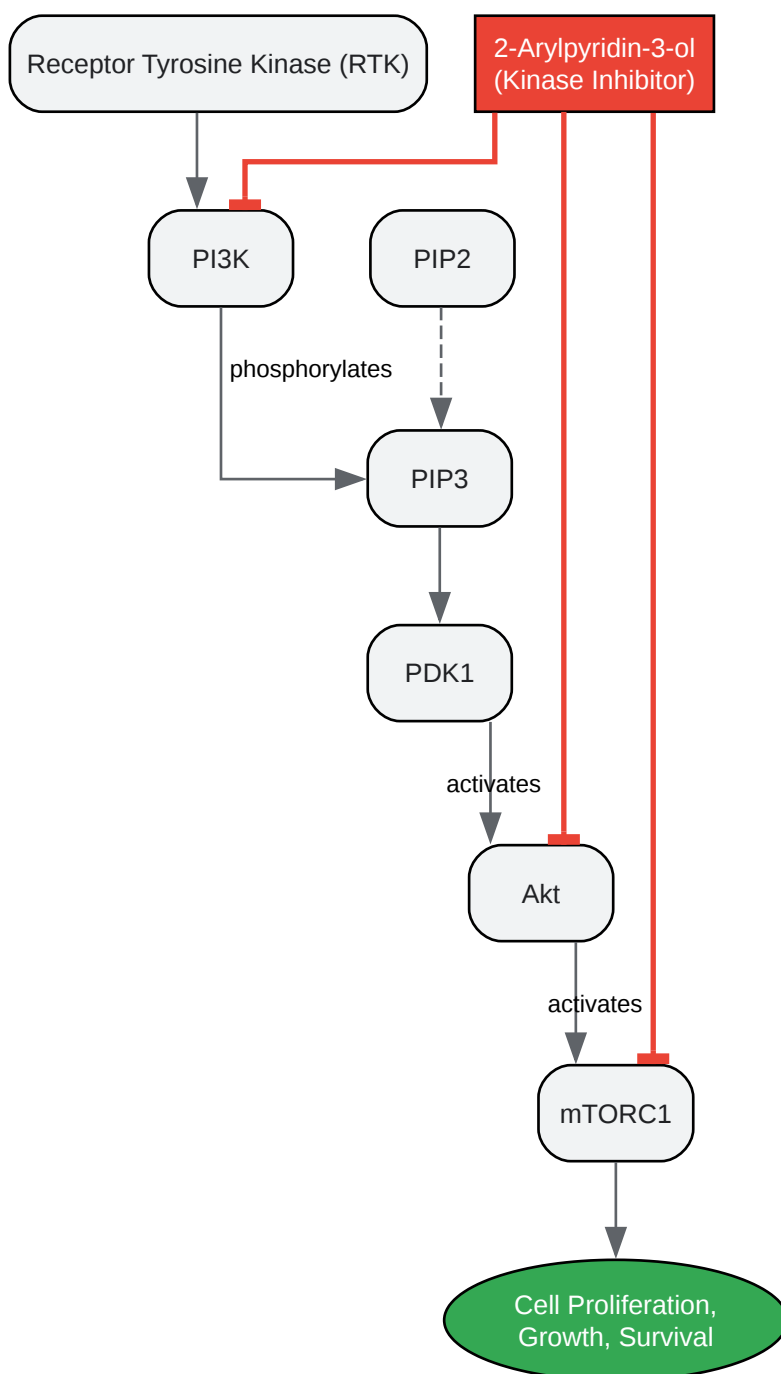 Receptor Tyrosine Kinase (RTK)
2-Arylpyridin-3-ol
(Kinase Inhibitor)
PI3K
PIP2
phosphorylates
PIP3
PDK1
activates
Akt
activates
mTORC1
Cell Proliferation,
Growth, Survival